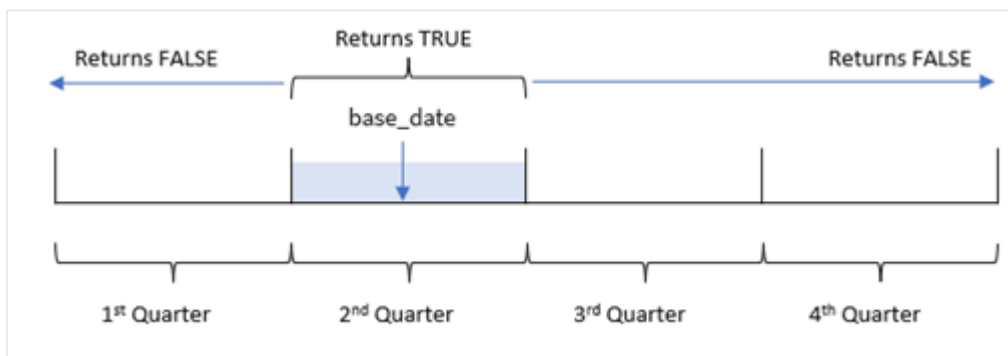 Returns TRUE
Returns FALSE
Returns FALSE
base_date
1st Quarter
2nd Quarter
3rd Quarter
4th Quarter